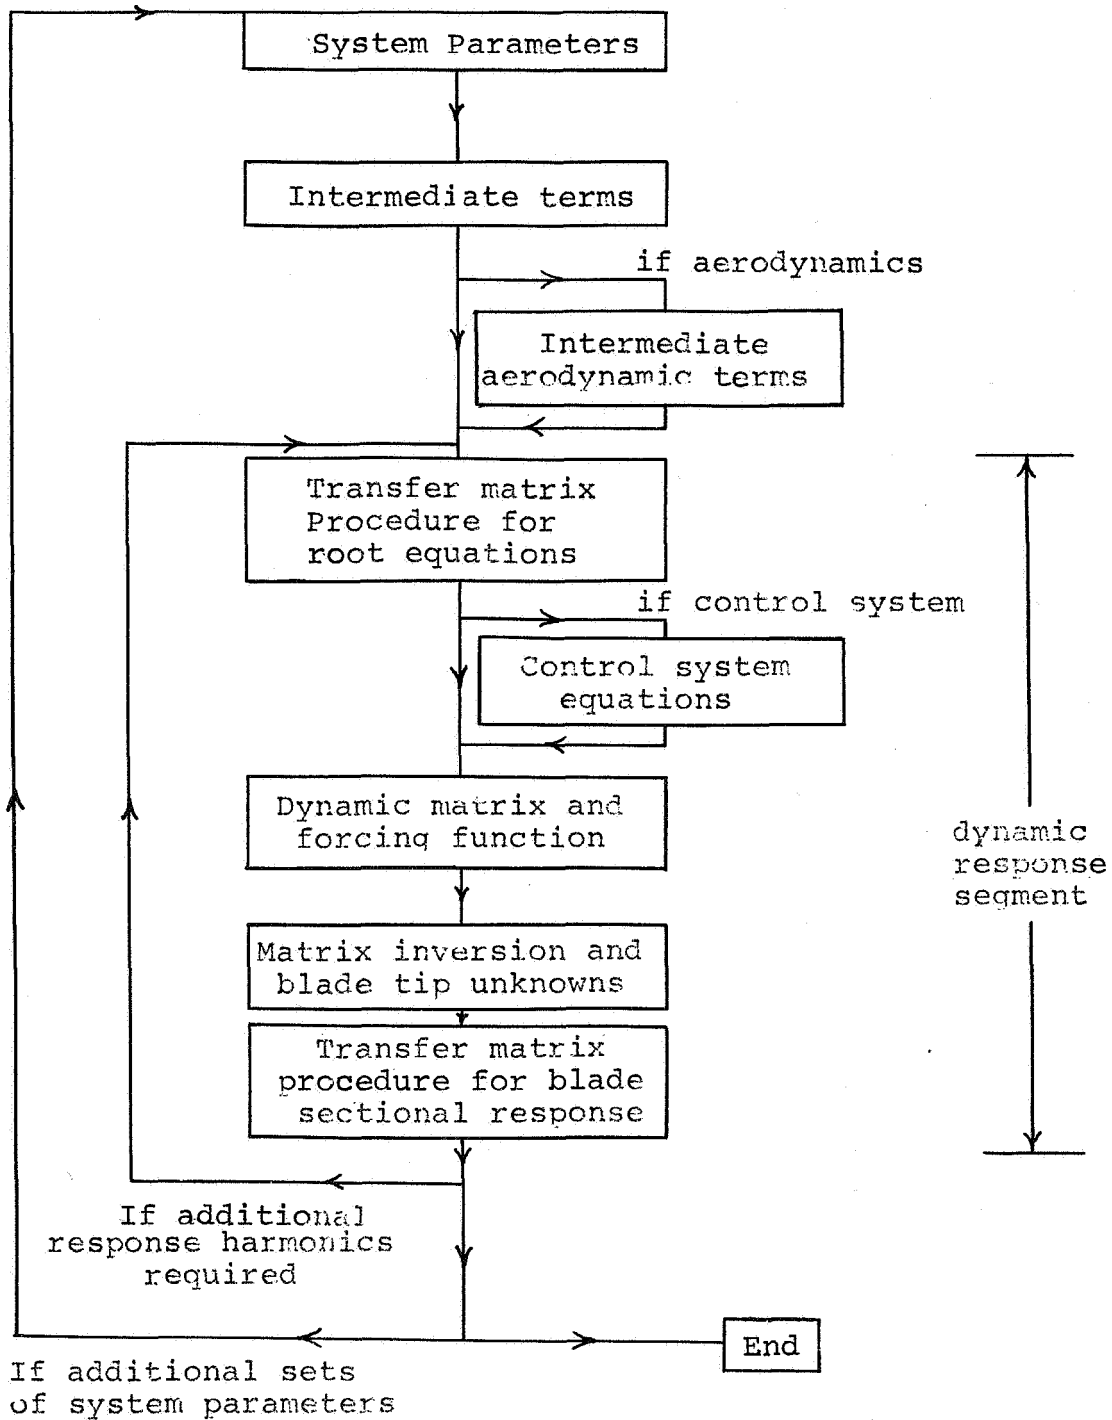 System Parameters
Intermediate terms
if aerodynamics
Intermediate
aerodynamic terms
Transfer matrix
Procedure for
root equations
if control system
Control system
equations
Dynamic matrix and
forcing function
dynamic
response
segment
Matrix inversion and
blade tip unknowns
Transfer matrix
procedure for blade
sectional response
If additional
response harmonics
required
End
If additional sets
of system parameters